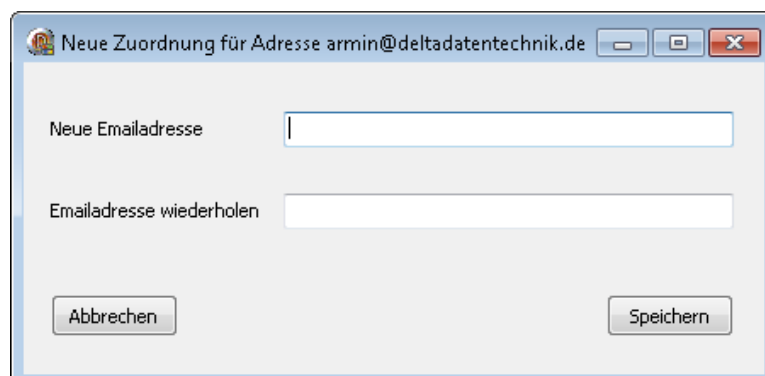 Neue Zuordnung für Adresse armin@deltadatentechnik.de
Neue Emailadresse
Emailadresse wiederholen
Abbrechen
Speichern